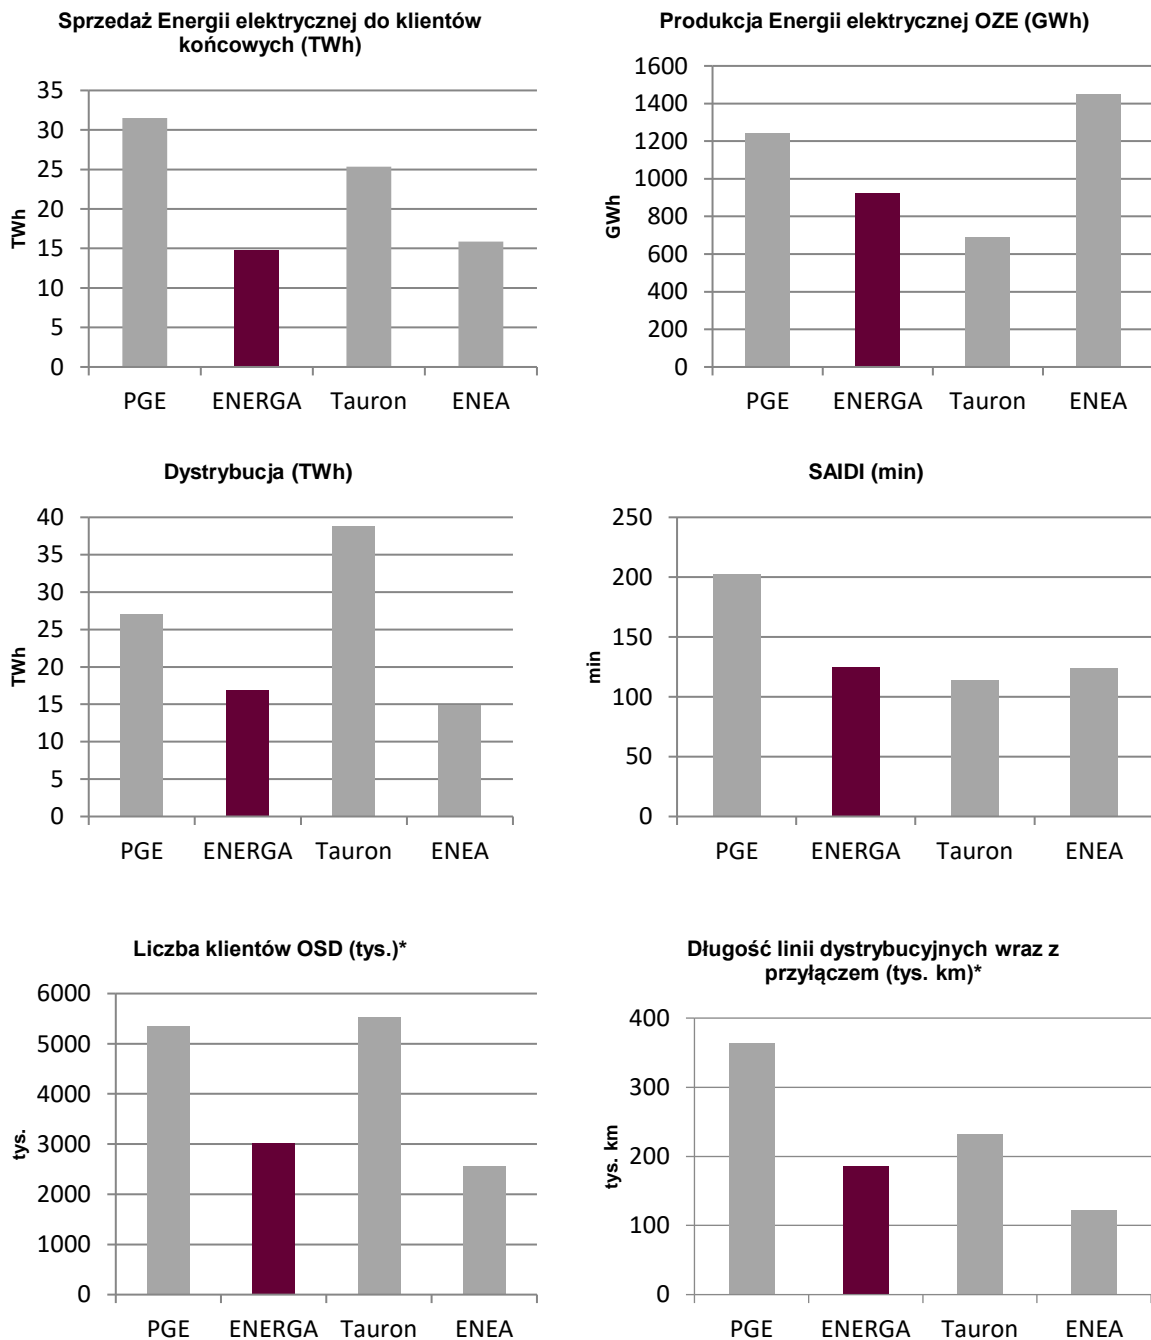 Sprzedaż Energii elektrycznej do klientów
końcowych (TWh)
35
30
25
20
15
10
5
0
TWh
PGE ENERGA Tauron ENEA
Produkcja Energii elektrycznej OZE (GWh)
1600
1400
1200
1000
800
600
400
200
0
GWh
PGE ENERGA Tauron ENEA
Dystrybucja (TWh)
40
35
30
25
20
15
10
5
0
TWh
PGE ENERGA Tauron ENEA
SAIDI (min)
250
200
150
100
50
0
min
PGE ENERGA Tauron ENEA
Liczba klientów OSD (tys.)*
6000
5000
4000
3000
2000
1000
0
tys.
PGE ENERGA Tauron ENEA
Długość linii dystrybucyjnych wraz z
przyłączem (tys. km)*
400
300
200
100
0
tys. km
PGE ENERGA Tauron ENEA